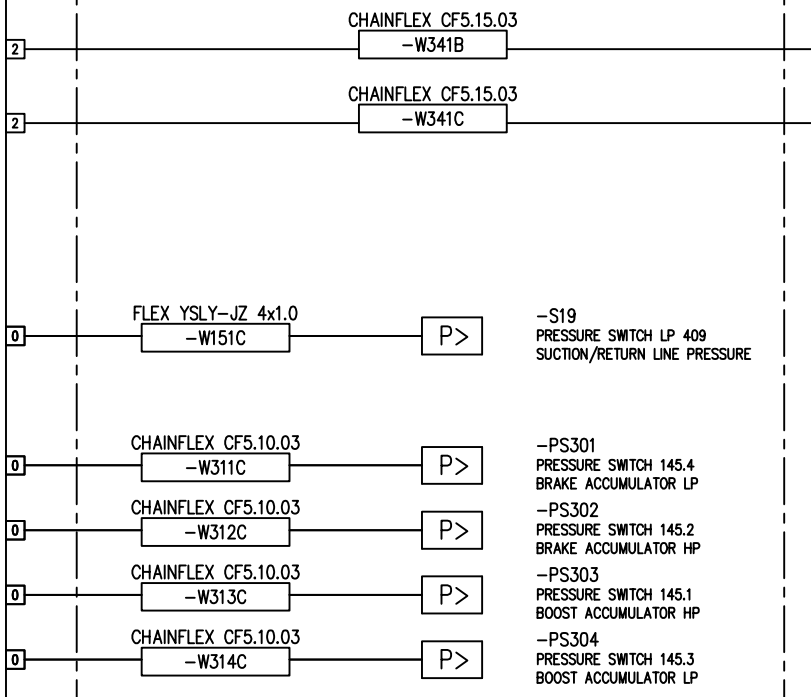 CHAINFLEX CF5.15.03
2
-W341B
CHAINFLEX CF5.15.03
2
-W341C
FLEX YSLY-JZ 4x1.0
0
-W151C
P>
-S19
PRESSURE SWITCH LP 409
SUCTION/RETURN LINE PRESSURE
CHAINFLEX CF5.10.03
0
-W311C
P>
-PS301
PRESSURE SWITCH 145.4
BRAKE ACCUMULATOR LP
CHAINFLEX CF5.10.03
0
-W312C
P>
-PS302
PRESSURE SWITCH 145.2
BRAKE ACCUMULATOR HP
CHAINFLEX CF5.10.03
0
-W313C
P>
-PS303
PRESSURE SWITCH 145.1
BOOST ACCUMULATOR HP
CHAINFLEX CF5.10.03
0
-W314C
P>
-PS304
PRESSURE SWITCH 145.3
BOOST ACCUMULATOR LP